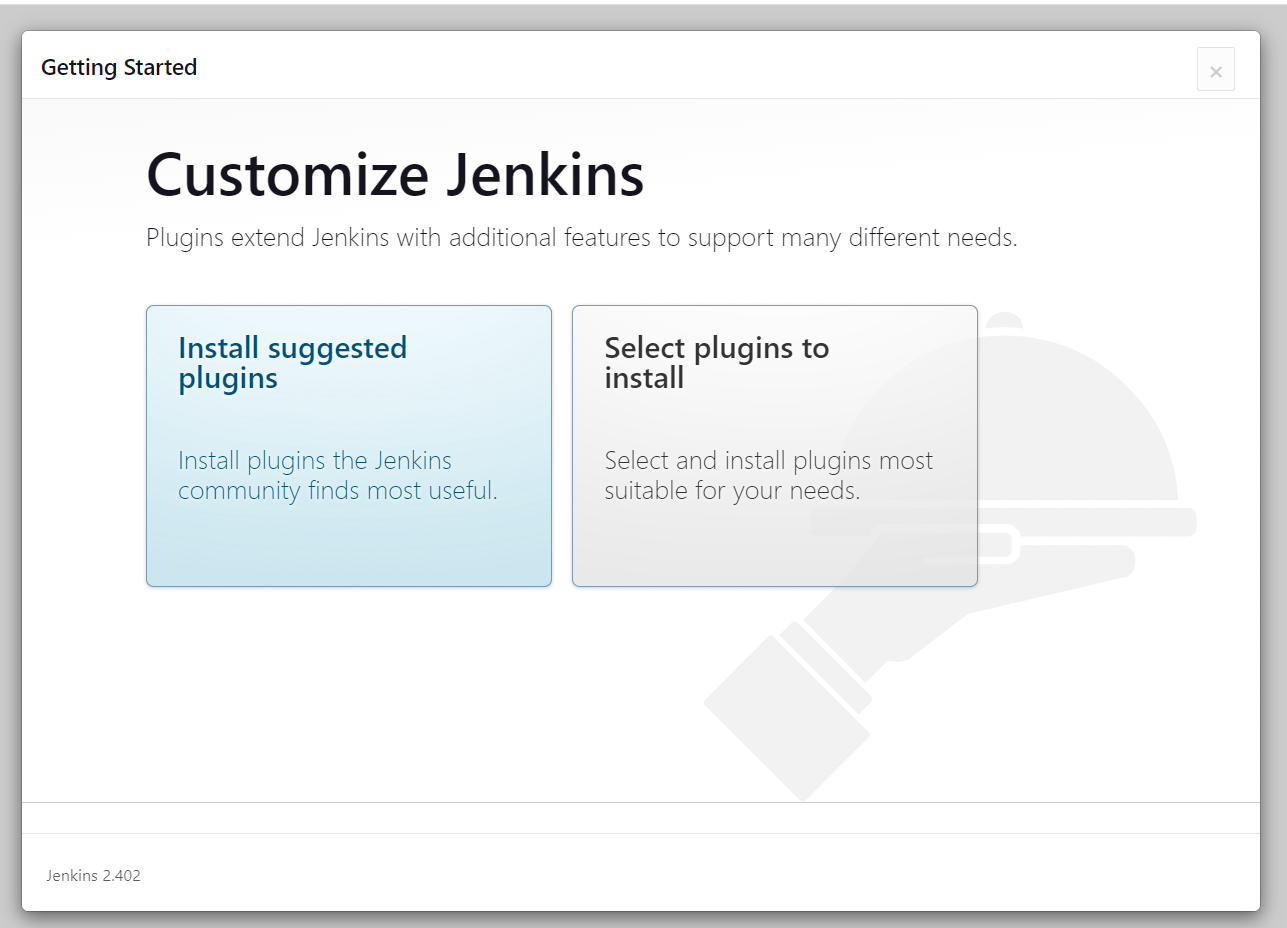 Getting Started
×
Customize Jenkins
Plugins extend Jenkins with additional features to support many different needs.
Install suggested
plugins
Install plugins the Jenkins
community finds most useful.
Select plugins to
install
Select and install plugins most
suitable for your needs.
Jenkins 2.402